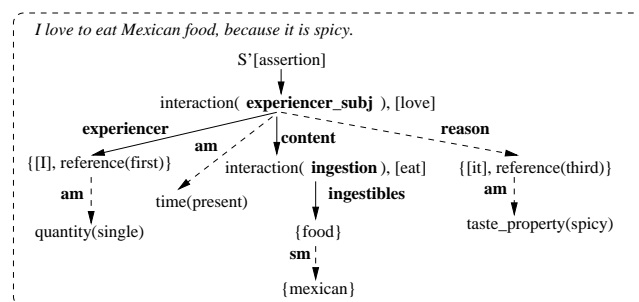 I love to eat Mexican food, because it is spicy.
S'[assertion]
interaction( experiencer_subj ), [love]
experiencer
am
content
reason
{[I], reference(first)}
interaction( ingestion ), [eat]
{[it], reference(third)}
am
time(present)
ingestibles
am
quantity(single)
{food}
taste_property(spicy)
sm
{mexican}